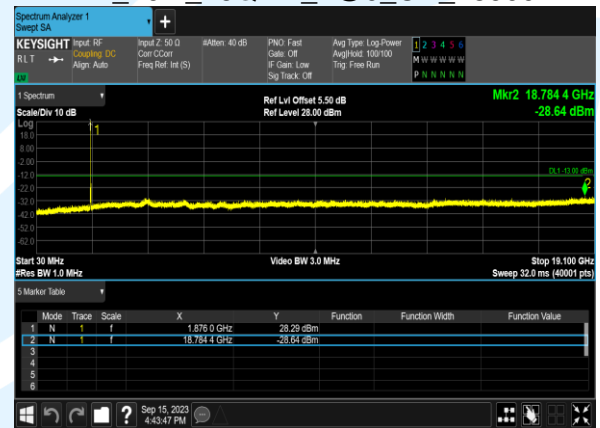 Spectrum Analyzer 1
Swept SA
+
KEYSIGHT Input: RF Input Z: 50 Ω #Atten: 40 dB PNO: Fast Avg Type: Log-Power 1 2 3 4 5 6
RLT Coupling: DC Corr CCorr Gate: Off Avg|Hold: 100/100 M W W W W W
Align: Auto Freq Ref: Int (S) IF Gain: Low Trig: Free Run
Sig Track: Off P N N N N N
1 Spectrum Ref Lvl Offset 5.50 dB Mkr2 18.784 4 GHz
Scale/Div 10 dB Ref Level 28.00 dBm -28.64 dBm
Log
1
18.0
8.00
-2.00
-12.0 DL1 -13.00 dBm
-22.0 2
-32.0
-42.0
-52.0
-62.0
Start 30 MHz Video BW 3.0 MHz Stop 19.100 GHz
#Res BW 1.0 MHz Sweep 32.0 ms (40001 pts)
5 Marker Table
Mode Trace Scale X Y Function Function Width Function Value
1 N 1 f 1.876 0 GHz 28.29 dBm
2 N 1 f 18.784 4 GHz -28.64 dBm
3
4
5
6
? Sep 15, 2023
4:43:47 PM